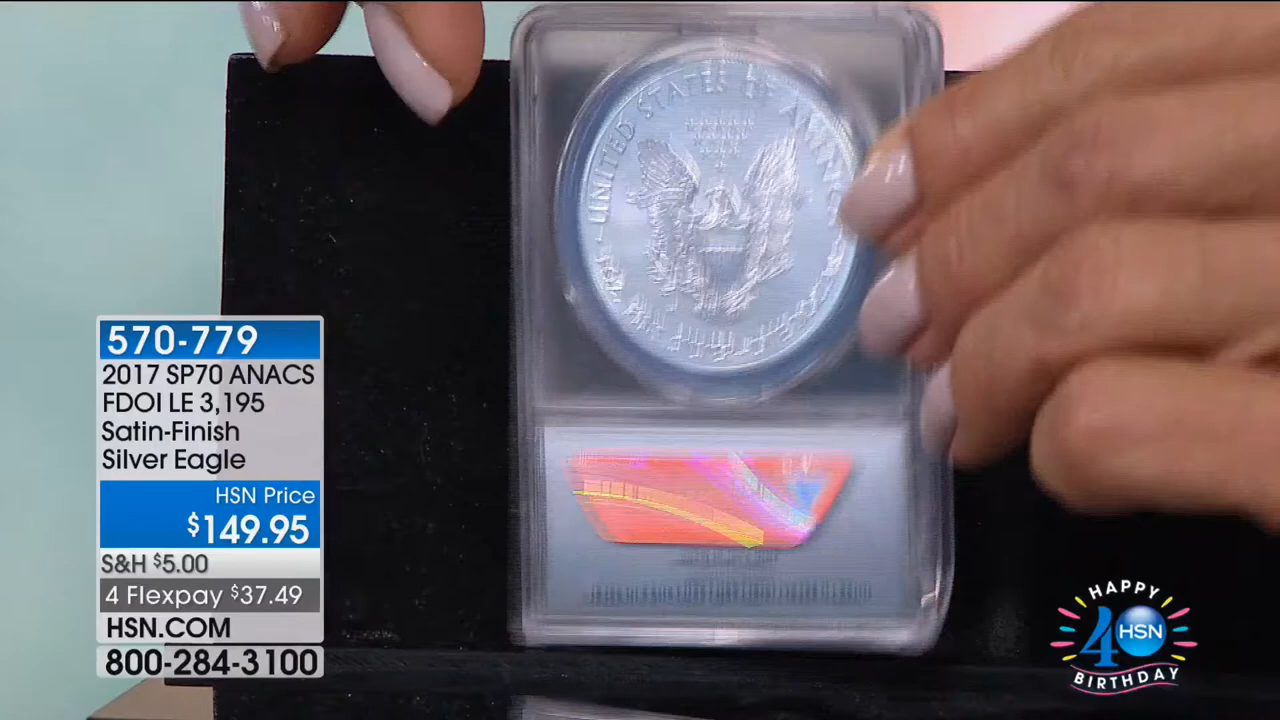 UNITED STATES OF AMERICA
570-779
2017 SP70 ANACS
FDOI LE 3,195
Satin-Finish
Silver Eagle
HSN Price
$149.95
S&H $5.00
4 Flexpay $37.49
HSN.COM
800-284-3100
HAPPY
40 HSN
BIRTHDAY